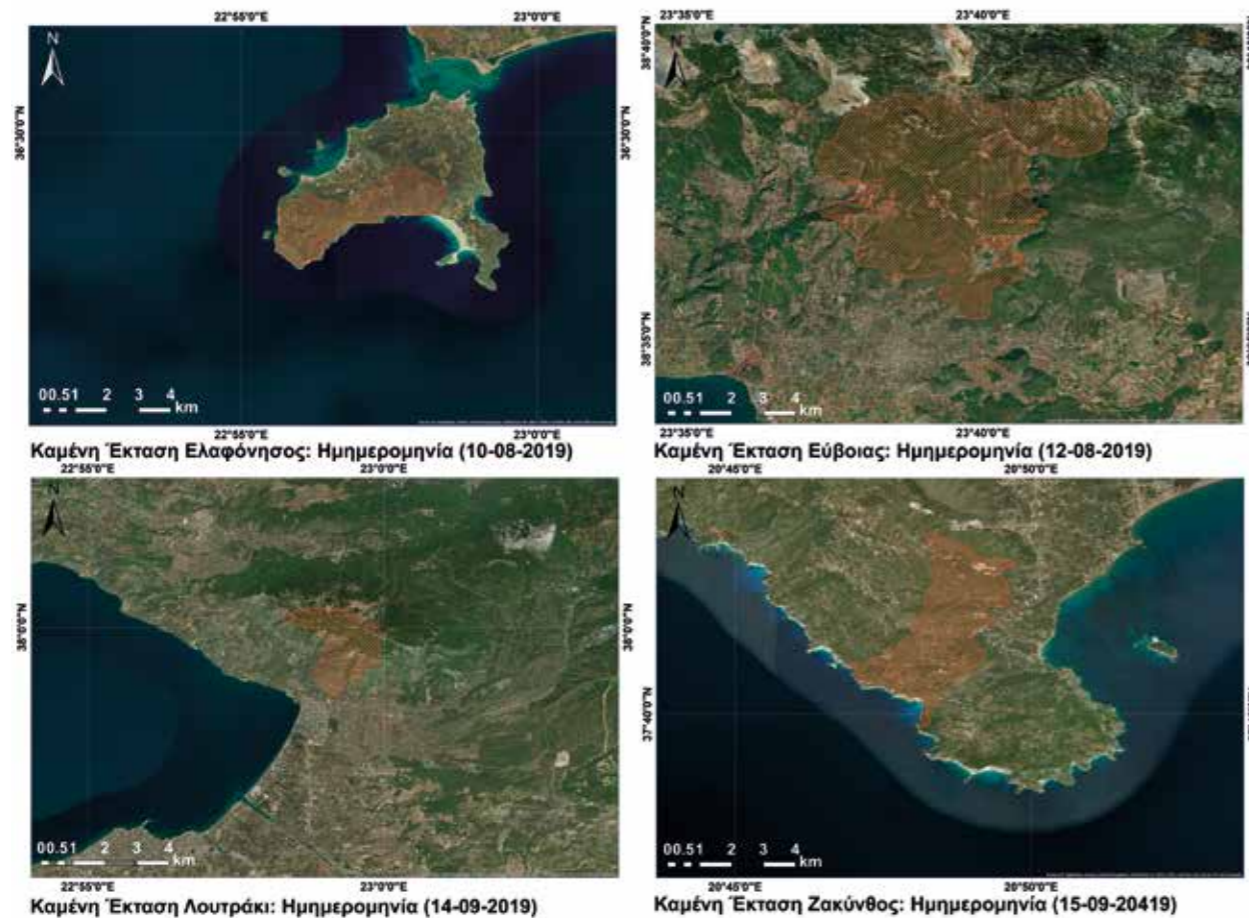 22°55'0"E 23°0'0"E
N
36°30'0"N 36°30'0"N
00.51 2 3 4
km
22°55'0"E 23°0'0"E
Καμένη Έκταση Ελαφόνησος: Ημημερομηνία (10-08-2019)
23°35'0"E 23°40'0"E
N
38°35'0"N
00.51 2 3 4
km
23°35'0"E 23°40'0"E
Καμένη Έκταση Εύβοιας: Ημημερομηνία (12-08-2019)
22°55'0"E 23°0'0"E
N
38°0'0"N 38°0'0"N
00.51 2 3 4
km
22°55'0"E 23°0'0"E
Καμένη Έκταση Λουτράκι: Ημημερομηνία (14-09-2019)
20°45'0"E 20°50'0"E
N
37°40'0"N
00.51 2 3 4
km
20°45'0"E 20°50'0"E
Καμένη Έκταση Ζακύνθος: Ημημερομηνία (15-09-20419)